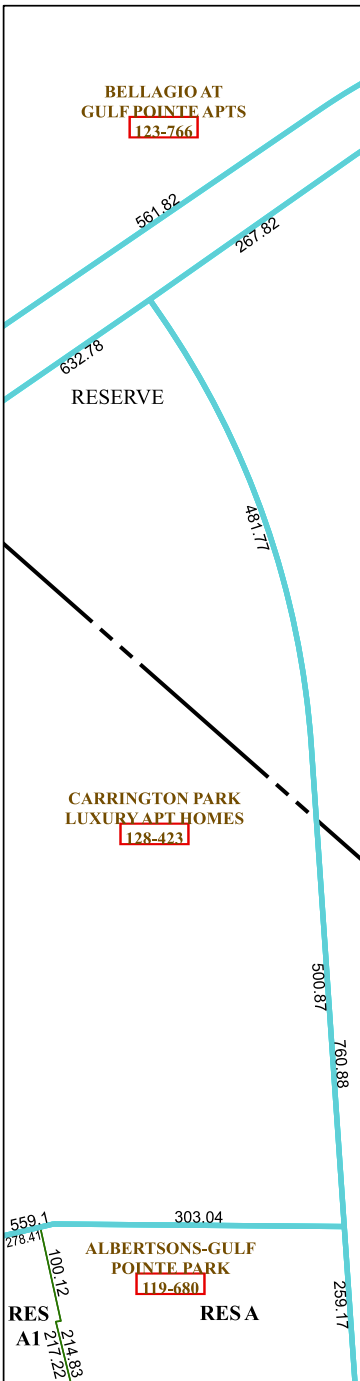 BELLAGIO AT
GULF POINTE APTS
123-766
561.82
267.82
632.78
RESERVE
481.77
CARRINGTON PARK
LUXURY APT HOMES
128-423
500.87
760.88
559.1
303.04
278.41
ALBERTSONS-GULF
POINTE PARK
119-680
100.12
259.17
RES
A1
RES A
214.83
217.22